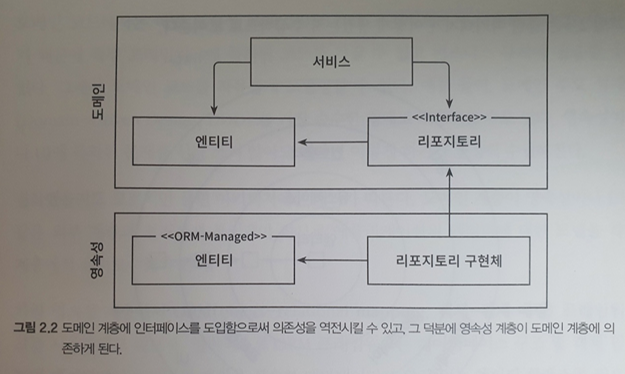 도메인
서비스
엔티티
<<Interface>>
리포지토리
영속성
<<ORM-Managed>>
엔티티
리포지토리 구현체
그림 2.2 도메인 계층에 인터페이스를 도입함으로써 의존성을 역전시킬 수 있고, 그 덕분에 영속성 계층이 도메인 계층에 의
존하게 된다.